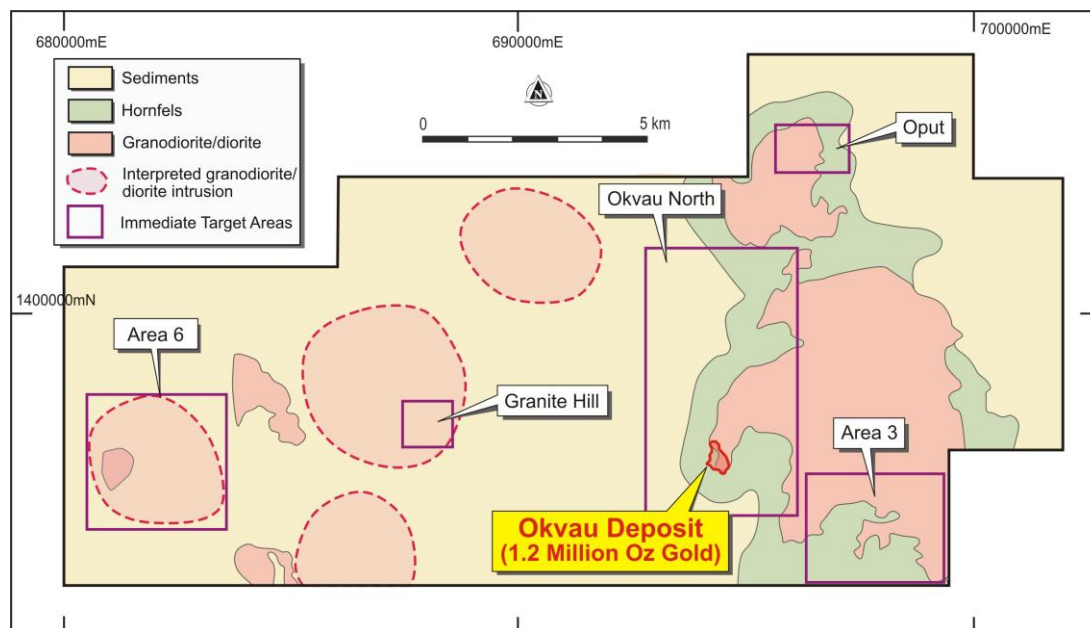 680000mE
690000mE
700000mE
Sediments
Hornfels
Granodiorite/diorite
Interpreted granodiorite/
diorite intrusion
Immediate Target Areas
N
0
5 km
Oput
Okvau North
1400000mN
Area 6
Granite Hill
Area 3
Okvau Deposit
(1.2 Million Oz Gold)